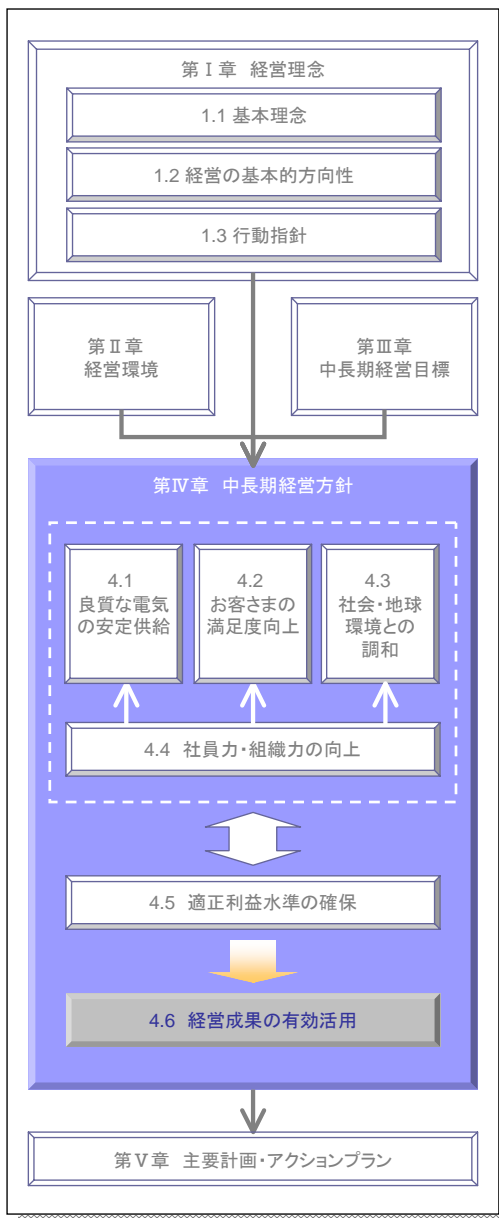 第Ⅰ章 経営理念
1.1 基本理念
1.2 経営の基本的方向性
1.3 行動指針
第Ⅱ章
経営環境
第Ⅲ章
中長期経営目標
第Ⅳ章 中長期経営方針
4.1
良質な電気
の安定供給
4.2
お客さまの
満足度向上
4.3
社会・地球
環境との
調和
4.4 社員力・組織力の向上
4.5 適正利益水準の確保
4.6 経営成果の有効活用
第Ⅴ章 主要計画・アクションプラン